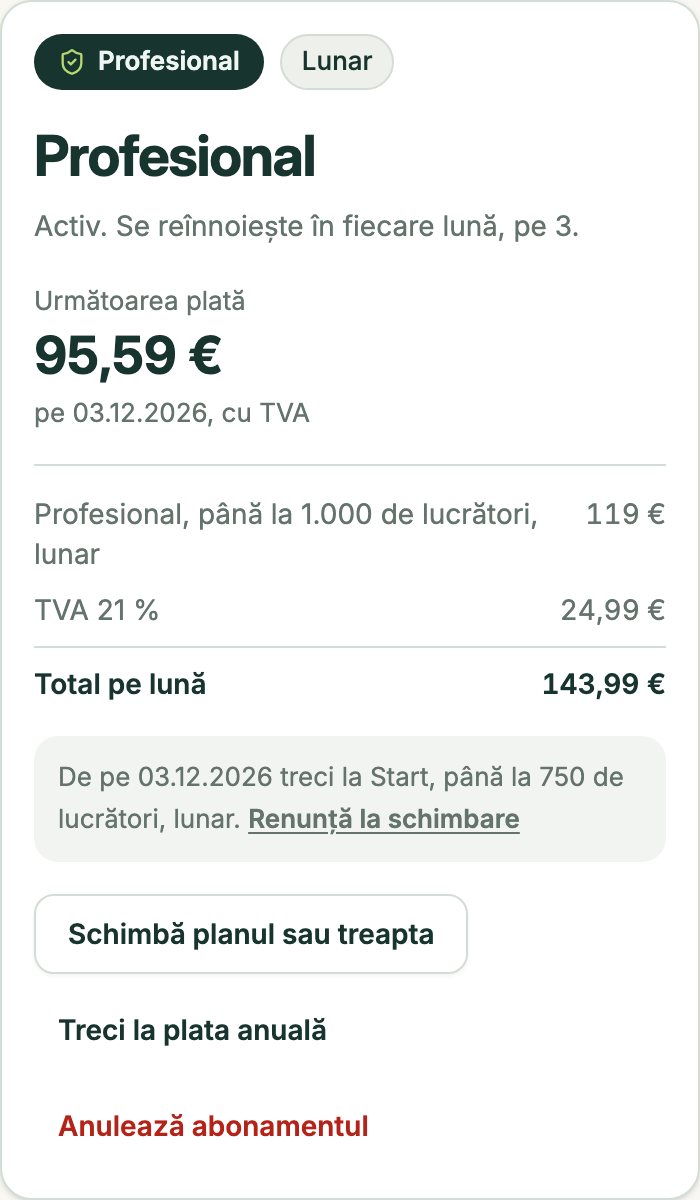 Profesional
Lunar
Profesional
Activ. Se reînnoiește în fiecare lună, pe 3.
Următoarea plată
95,59 €
pe 03.12.2026, cu TVA
Profesional, până la 1.000 de lucrători, 119 €
lunar
TVA 21 % 24,99 €
Total pe lună 143,99 €
De pe 03.12.2026 treci la Start, până la 750 de
lucrători, lunar. Renunță la schimbare
Schimbă planul sau treapta
Treci la plata anuală
Anulează abonamentul